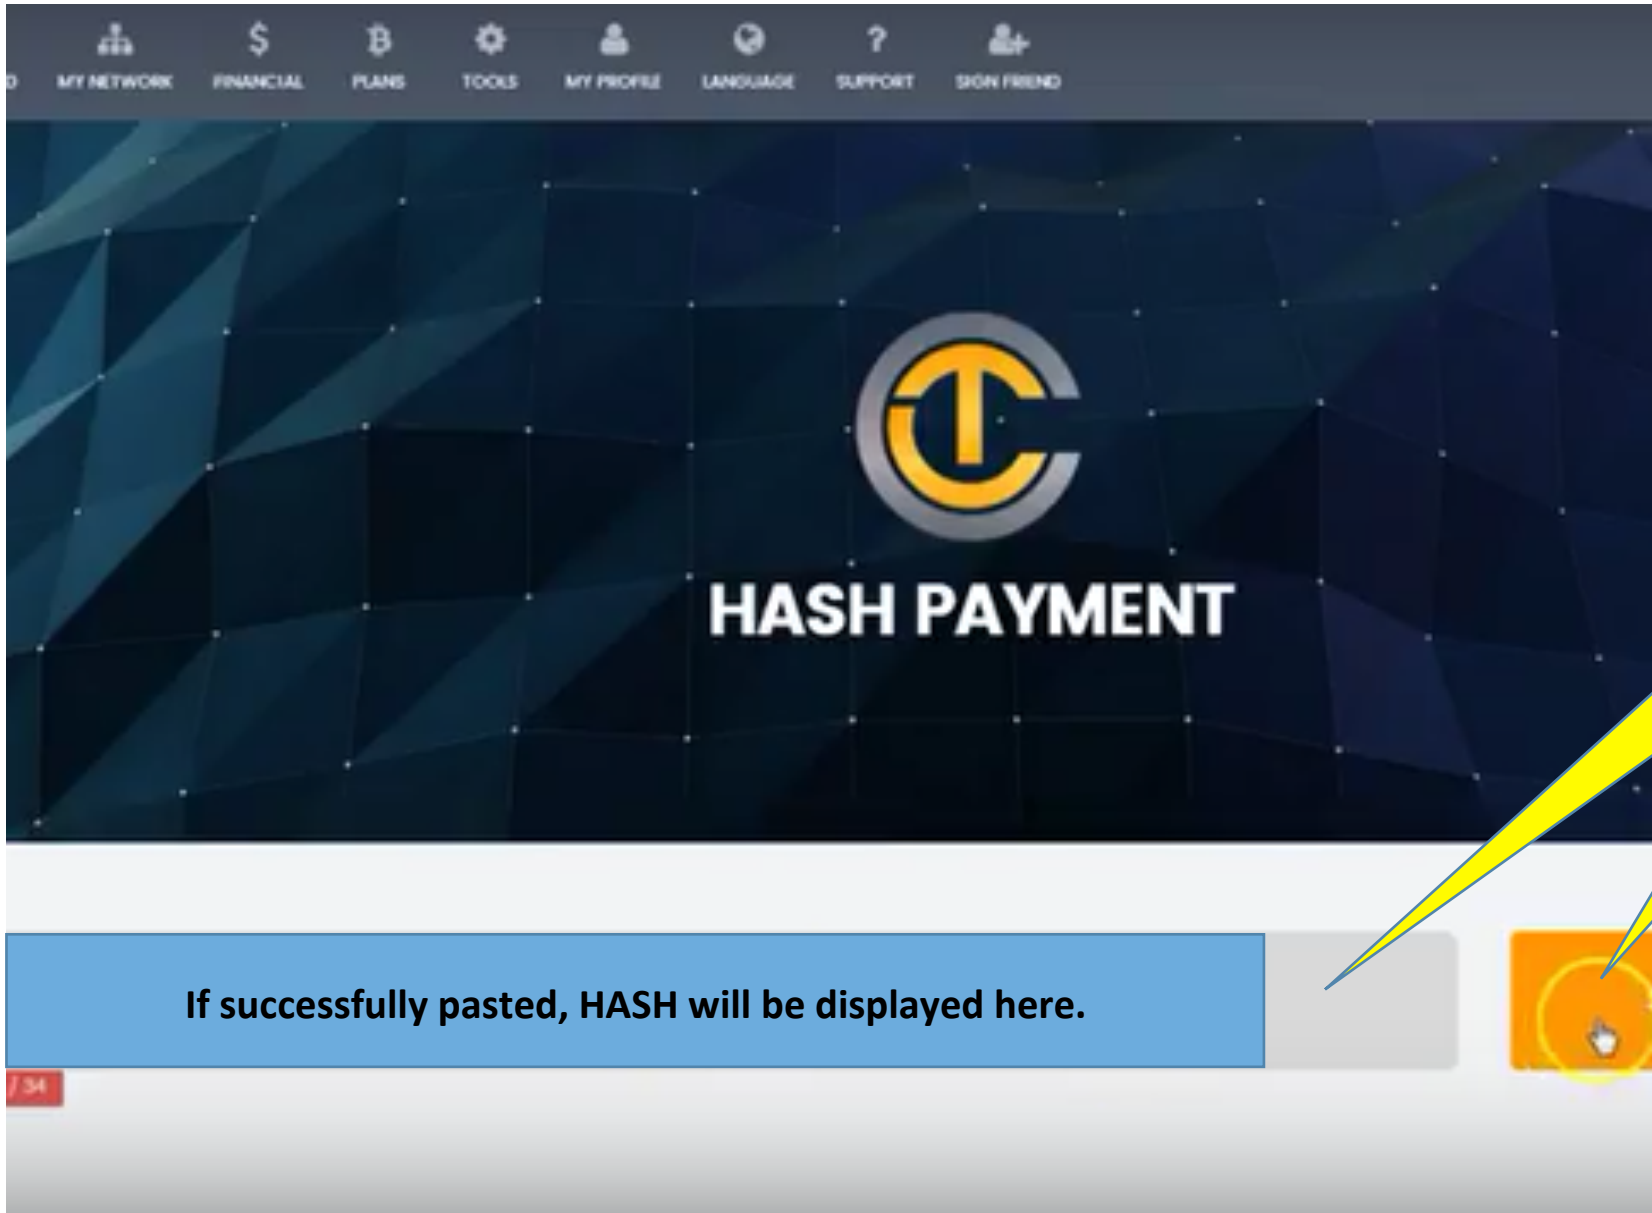 MY NETWORK FINANCIAL PLANS TOOLS MY PROFILE LANGUAGE SUPPORT SIGN FRIEND
HASH PAYMENT
If successfully pasted, HASH will be displayed here.
/ 34